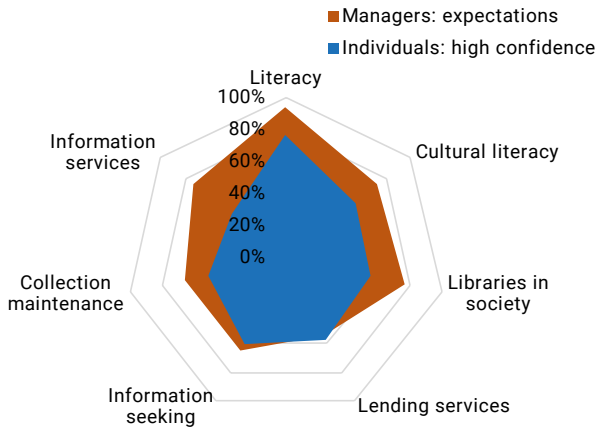 Managers: expectations
Individuals: high confidence
Literacy
100%
80%
60%
40%
20%
0%
Cultural literacy
Libraries in
society
Lending services
Information
seeking
Collection
maintenance
Information
services